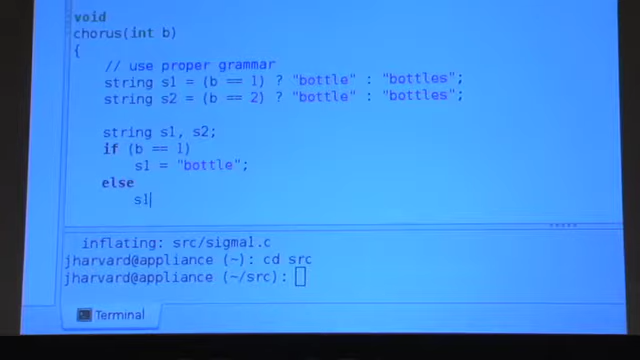 void
chorus(int b)
{
// use proper grammar
string s1 = (b == 1) ? "bottle" : "bottles";
string s2 = (b == 2) ? "bottle" : "bottles";
string s1, s2;
if (b == 1)
s1 = "bottle";
else
s1
inflating: src/sigma1.c
jharvard@appliance (~): cd src
jharvard@appliance (~/src):
Terminal